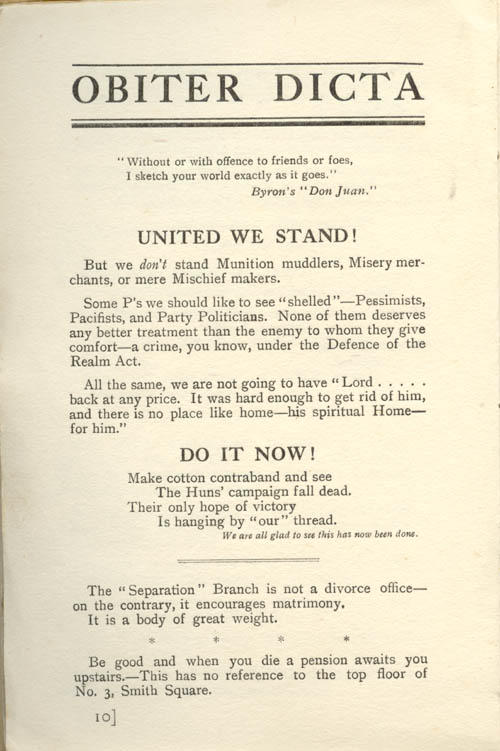 OBITER DICTA
"Without or with offence to friends or foes,
I sketch your world exactly as it goes."
Byron's "Don Juan."
UNITED WE STAND!
But we don't stand Munition muddlers, Misery mer-
chants, or mere Mischief makers.
Some P's we should like to see "shelled"—Pessimists,
Pacifists, and Party Politicians. None of them deserves
any better treatment than the enemy to whom they give
comfort—a crime, you know, under the Defence of the
Realm Act.
All the same, we are not going to have "Lord . . . . .
back at any price. It was hard enough to get rid of him,
and there is no place like home—his spiritual Home—
for him."
DO IT NOW!
Make cotton contraband and see
The Huns' campaign fall dead.
Their only hope of victory
Is hanging by "our" thread.
We are all glad to see this has now been done.
The "Separation" Branch is not a divorce office—
on the contrary, it encourages matrimony.
It is a body of great weight.
* * * *
Be good and when you die a pension awaits you
upstairs.—This has no reference to the top floor of
No. 3, Smith Square.
10]